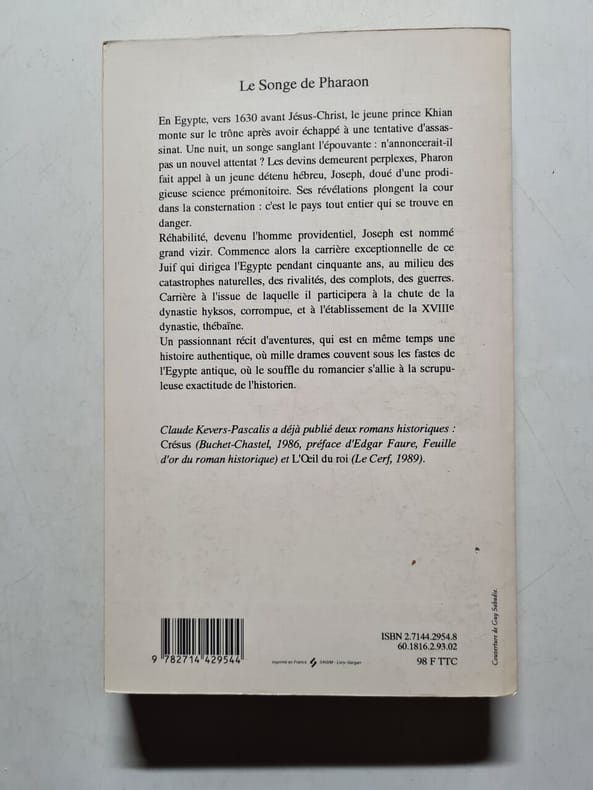 Le Songe de Pharaon
En Egypte, vers 1630 avant Jésus-Christ, le jeune prince Khian
monte sur le trône après avoir échappé à une tentative d'assas-
sinat. Une nuit, un songe sanglant l'épouvante : n'annoncerait-il
pas un nouvel attentat ? Les devins demeurent perplexes, Pharon
fait appel à un jeune détenu hébreu, Joseph, doué d'une prodi-
gieuse science prémonitoire. Ses révélations plongent la cour
dans la consternation : c'est le pays tout entier qui se trouve en
danger.
Réhabilité, devenu l'homme providentiel, Joseph est nommé
grand vizir. Commence alors la carrière exceptionnelle de ce
Juif qui dirigea l'Egypte pendant cinquante ans, au milieu des
catastrophes naturelles, des rivalités, des complots, des guerres.
Carrière à l'issue de laquelle il participera à la chute de la
dynastie hyksos, corrompue, et à l'établissement de la XVIIIe
dynastie, thébaïne.
Un passionnant récit d'aventures, qui est en même temps une
histoire authentique, où mille drames couvent sous les fastes de
l'Egypte antique, où le souffle du romancier s'allie à la scrupu-
leuse exactitude de l'historien.
Claude Kevers-Pascalis a déjà publié deux romans historiques :
Crésus (Buchet-Chastel, 1986, préface d'Edgar Faure, Feuille
d'or du roman historique) et L'Œil du roi (Le Cerf, 1989).
Couverture de Guy Sabadie.
ISBN 2.7144.2954.8
60.1816.2.93.02
98 F TTC
9 782714 429544
Imprimé en France